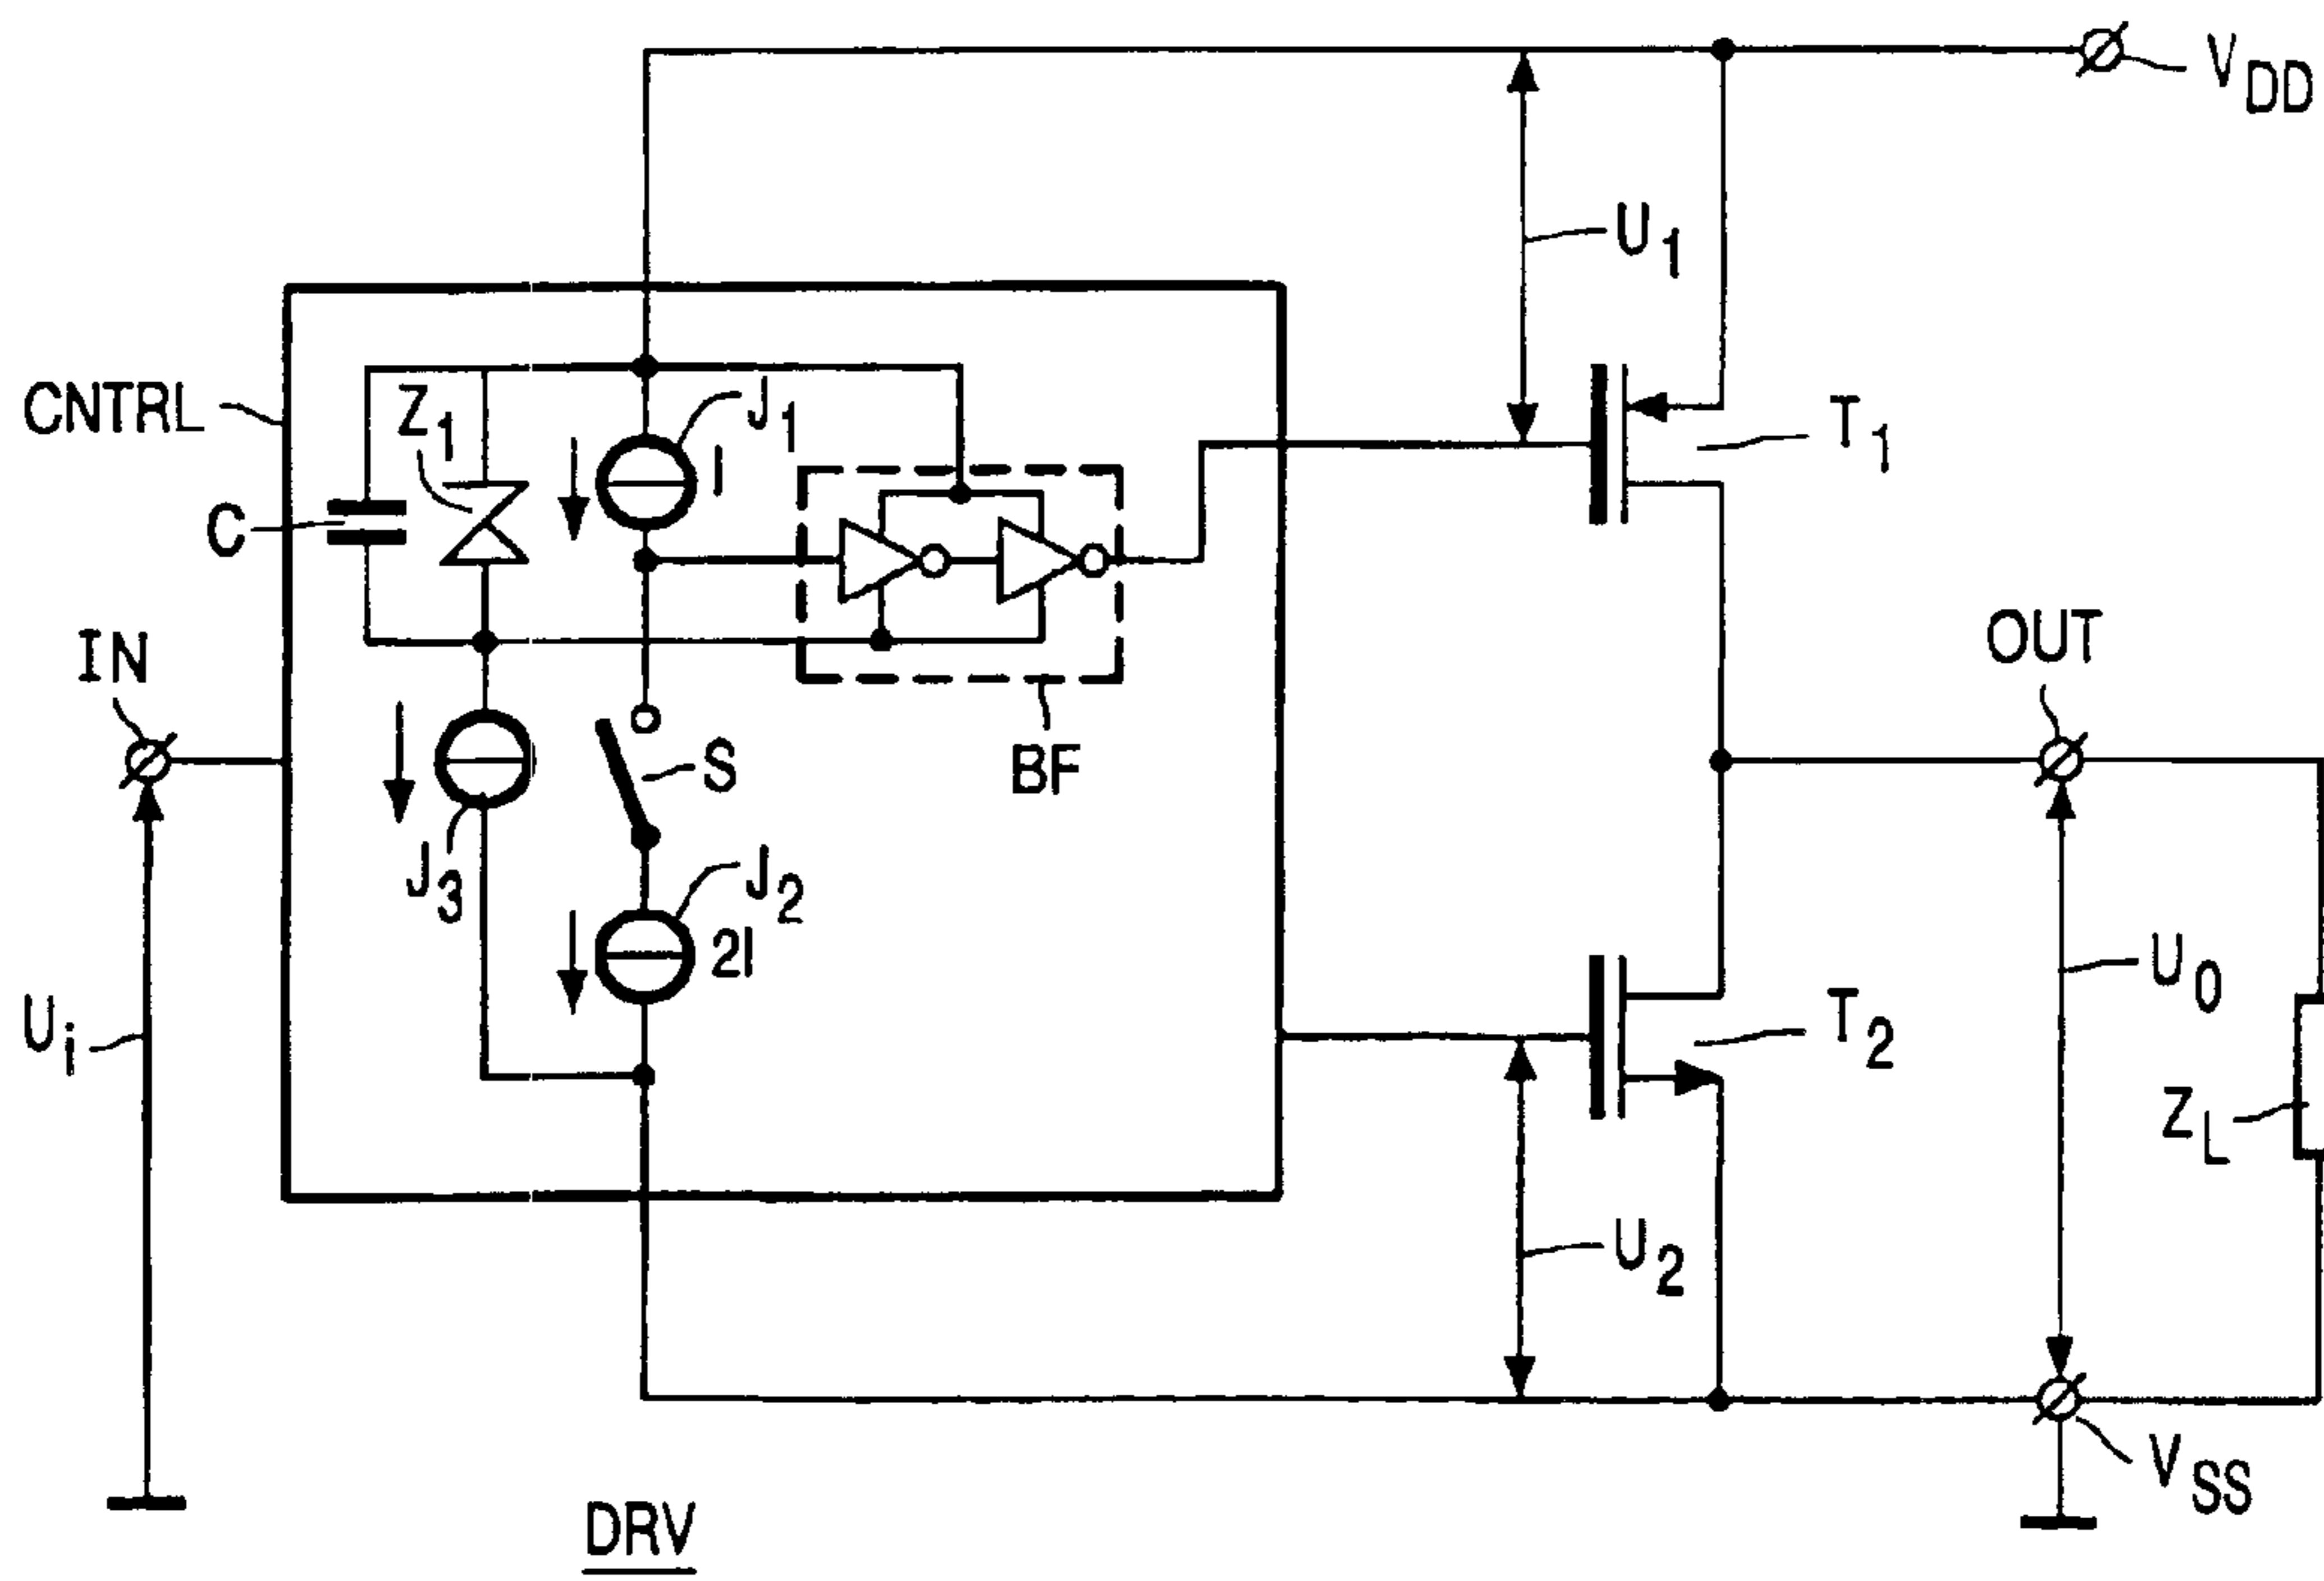 V_DD
U_1
CNTRL
Z_1
J_1
I
T_1
C
IN
OUT
S
BF
J_3
J_2
2I
U_i
U_0
T_2
Z_L
U_2
V_SS
DRV